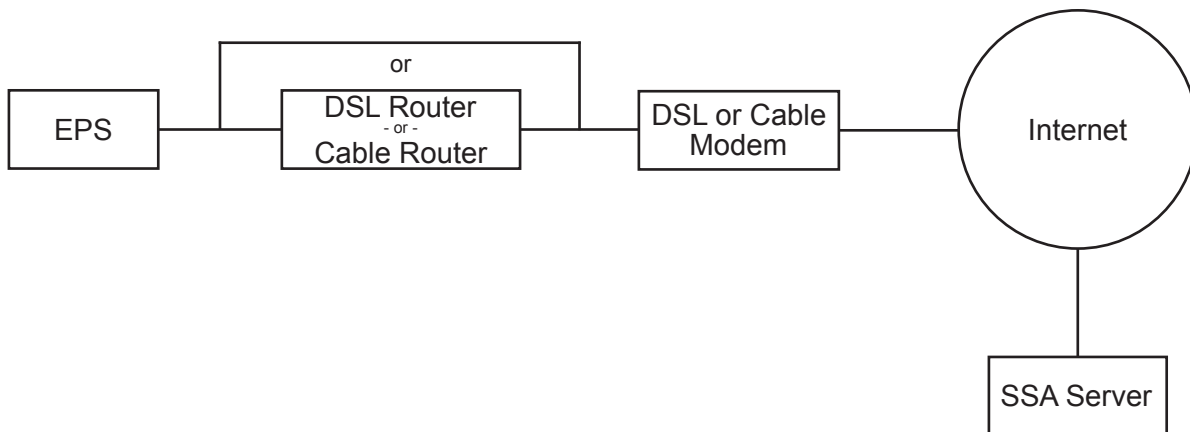 or
EPS
DSL Router
- or -
Cable Router
DSL or Cable
Modem
Internet
SSA Server